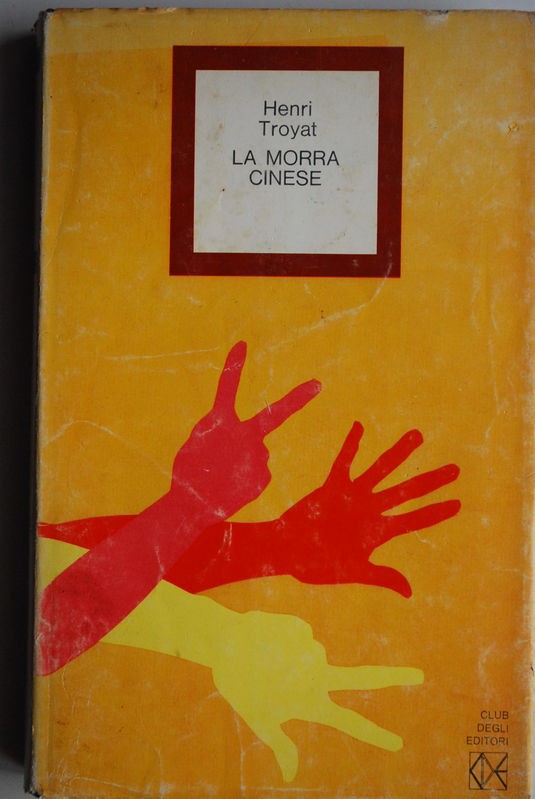 Henri
Troyat
LA MORRA
CINESE
CLUB
DEGLI
EDITORI